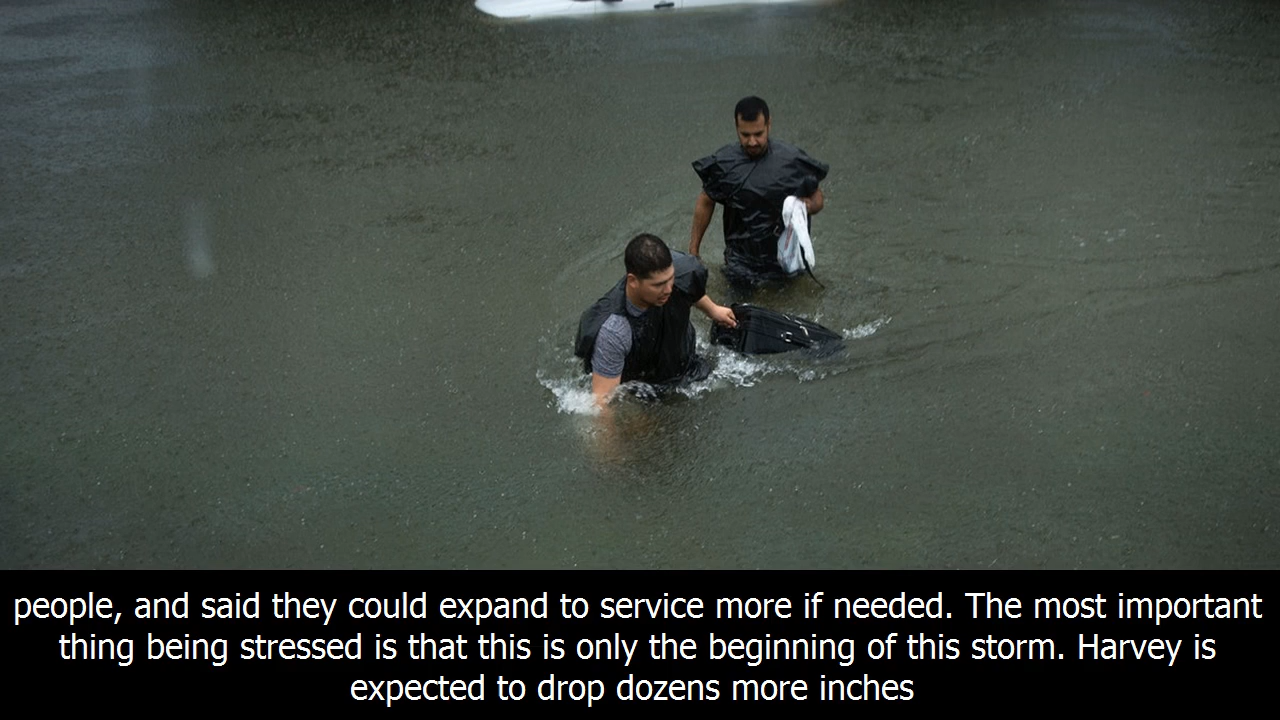 people, and said they could expand to service more if needed. The most important
thing being stressed is that this is only the beginning of this storm. Harvey is
expected to drop dozens more inches